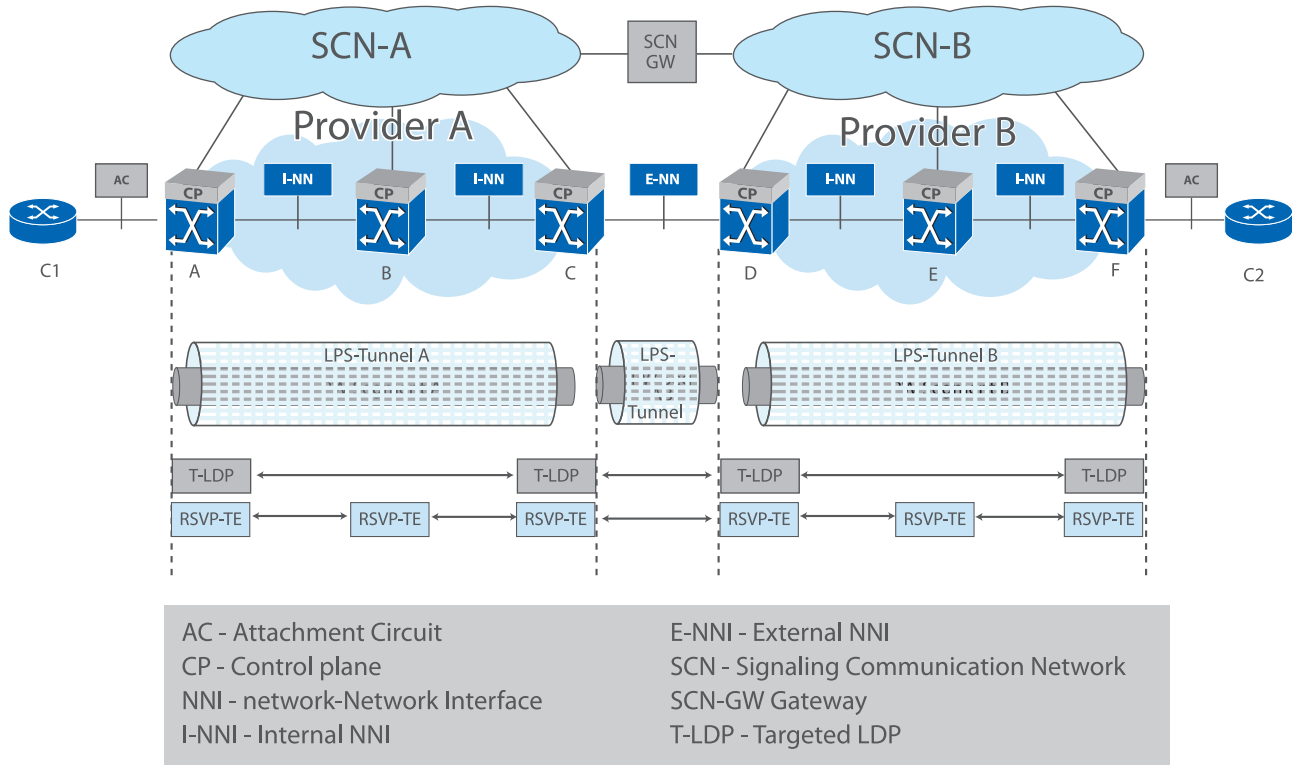 SCN-A
SCN
GW
SCN-B
Provider A
Provider B
AC
I-NN
I-NN
E-NN
I-NN
I-NN
AC
CP
CP
CP
CP
CP
CP
C1
A
B
C
D
E
F
C2
LPS-Tunnel A
LPS-
Tunnel
LPS-Tunnel B
T-LDP
T-LDP
T-LDP
T-LDP
RSVP-TE
RSVP-TE
RSVP-TE
RSVP-TE
RSVP-TE
RSVP-TE
AC - Attachment Circuit
CP - Control plane
NNI - network-Network Interface
I-NNI - Internal NNI
E-NNI - External NNI
SCN - Signaling Communication Network
SCN-GW Gateway
T-LDP - Targeted LDP